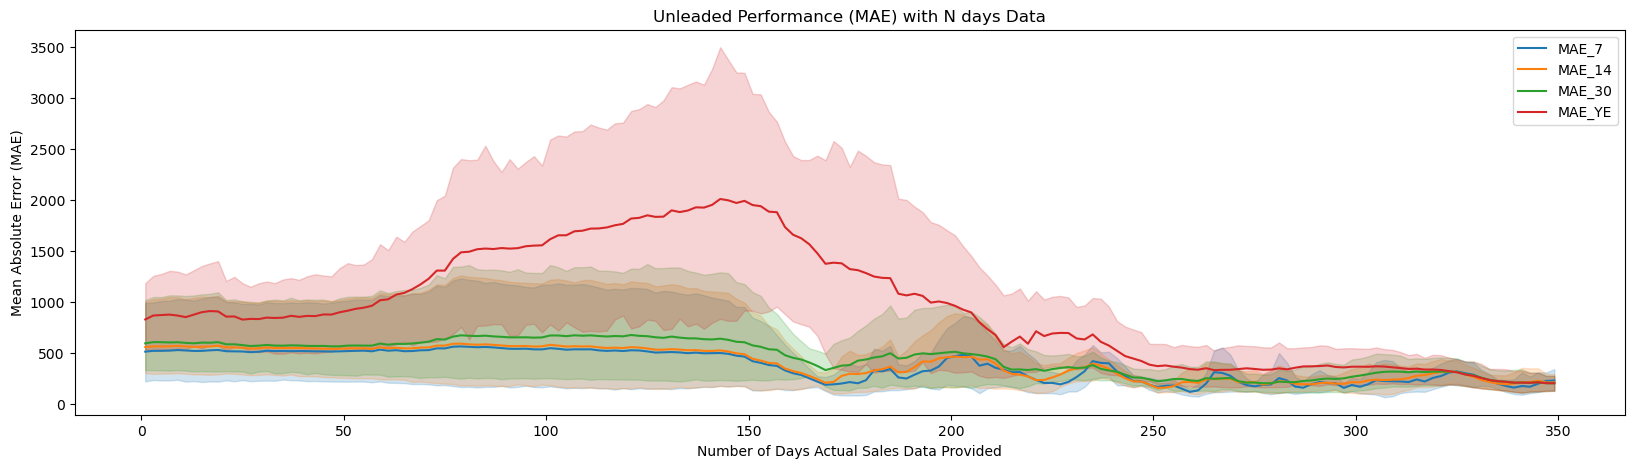 Unleaded Performance (MAE) with N days Data
Mean Absolute Error (MAE)
3500
3000
2500
2000
1500
1000
500
0
MAE_7
MAE_14
MAE_30
MAE_YE
0 50 100 150 200 250 300 350
Number of Days Actual Sales Data Provided